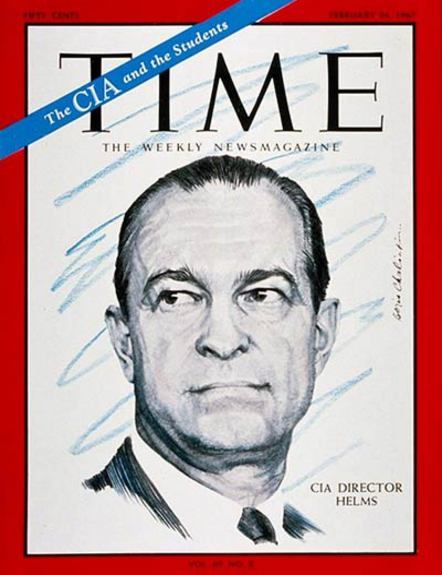 FIFTY CENTS
FEBRUARY 24, 1967
The CIA and the Students
TIME
THE WEEKLY NEWSMAGAZINE
CIA DIRECTOR
HELMS